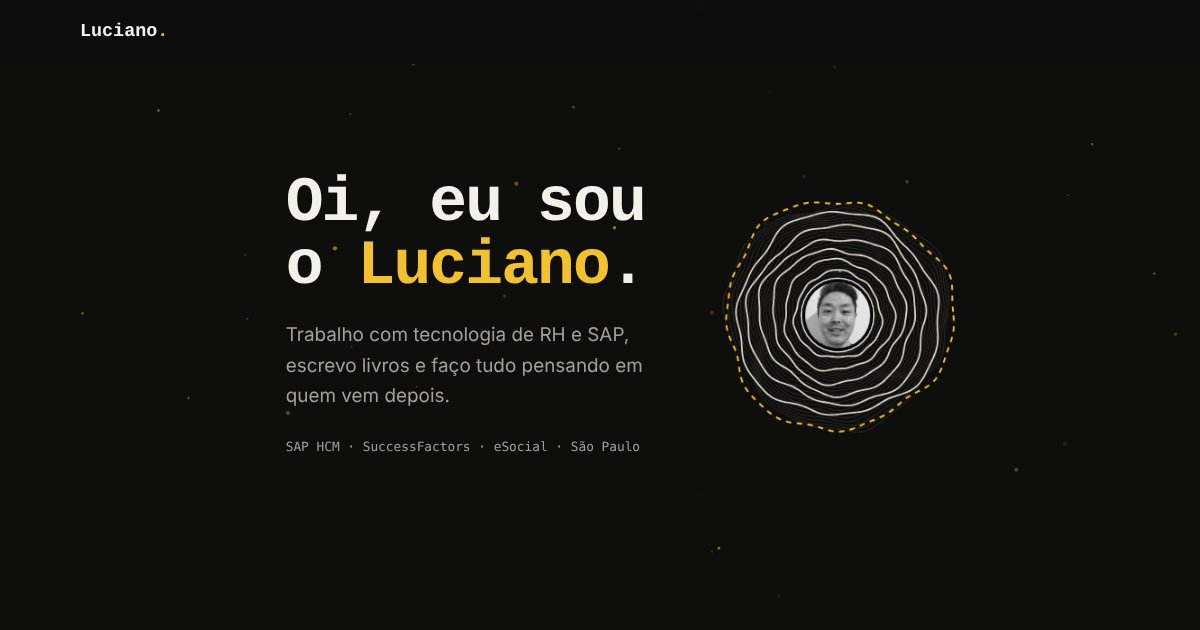 Luciano.
Oi, eu sou
o Luciano.
Trabalho com tecnologia de RH e SAP,
escrevo livros e faço tudo pensando em
quem vem depois.
SAP HCM · SuccessFactors · eSocial · São Paulo